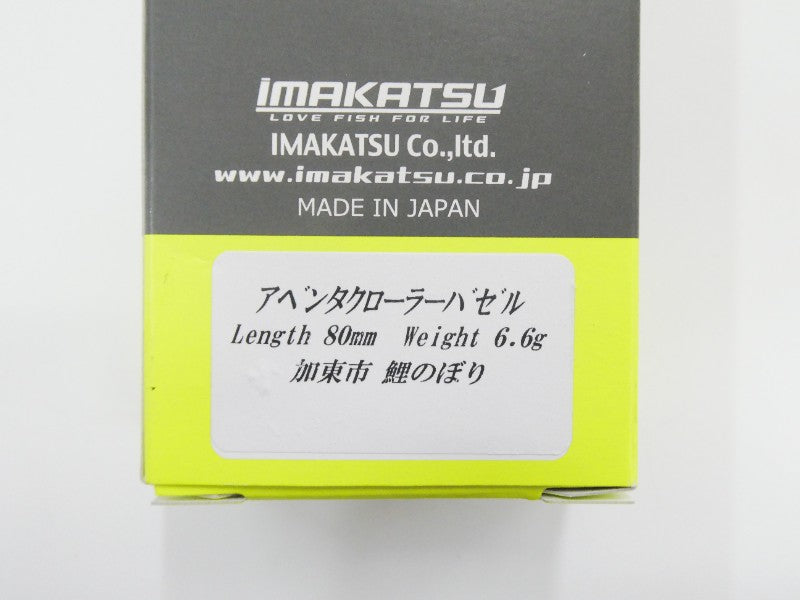 iMAKATSU
LOVE FISH FOR LIFE
IMAKATSU Co.,ltd.
www.imakatsu.co.jp
MADE IN JAPAN
アベンタクローラーバゼル
Length 80mm Weight 6.6g
加東市 鯉のぼり